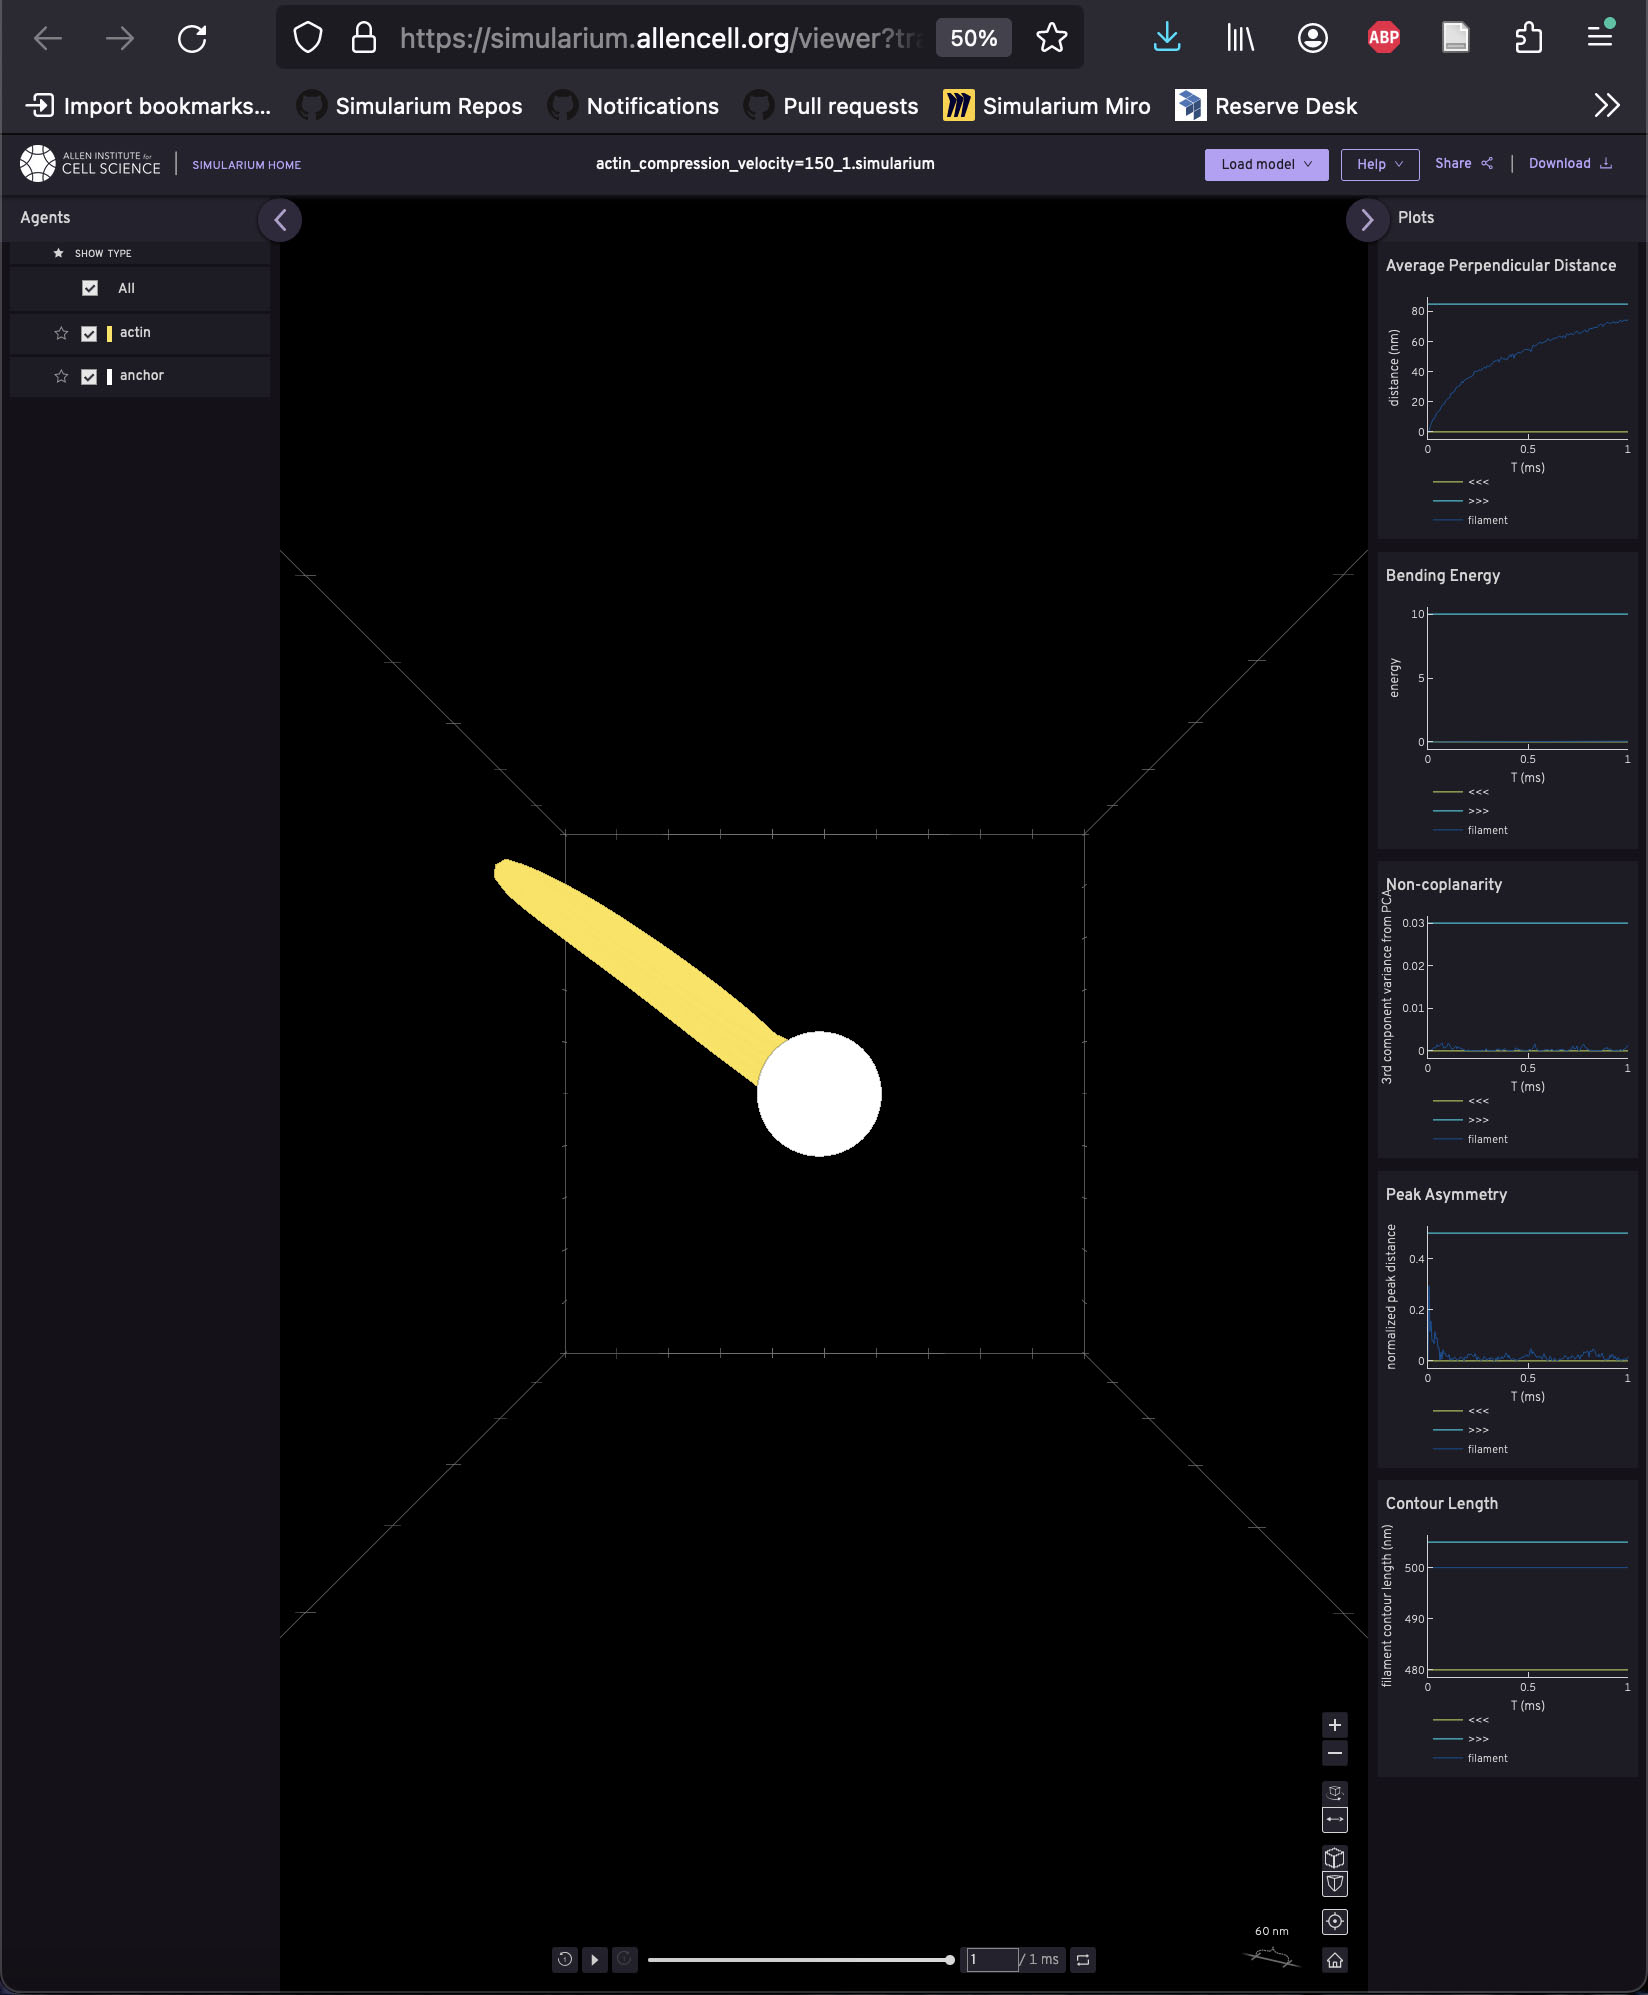 https://simularium.allencell.org/viewer?tra
50%
ABP
Import bookmarks...
Simularium Repos
Notifications
Pull requests
Simularium Miro
Reserve Desk
ALLEN INSTITUTE for
CELL SCIENCE
SIMULARIUM HOME
actin_compression_velocity=150_1.simularium
Load model
Help
Share
Download
Agents
SHOW TYPE
All
actin
anchor
Plots
Average Perpendicular Distance
distance (nm)
80
60
40
20
0
0
0.5
1
T (ms)
<<<
>>>
filament
Bending Energy
energy
10
5
0
0
0.5
1
T (ms)
<<<
>>>
filament
Non-coplanarity
3rd component variance from PCA
0.03
0.02
0.01
0
0
0.5
1
T (ms)
<<<
>>>
filament
Peak Asymmetry
normalized peak distance
0.4
0.2
0
0
0.5
1
T (ms)
<<<
>>>
filament
Contour Length
filament contour length (nm)
500
490
480
0
0.5
1
T (ms)
<<<
>>>
filament
60 nm
1
/ 1 ms